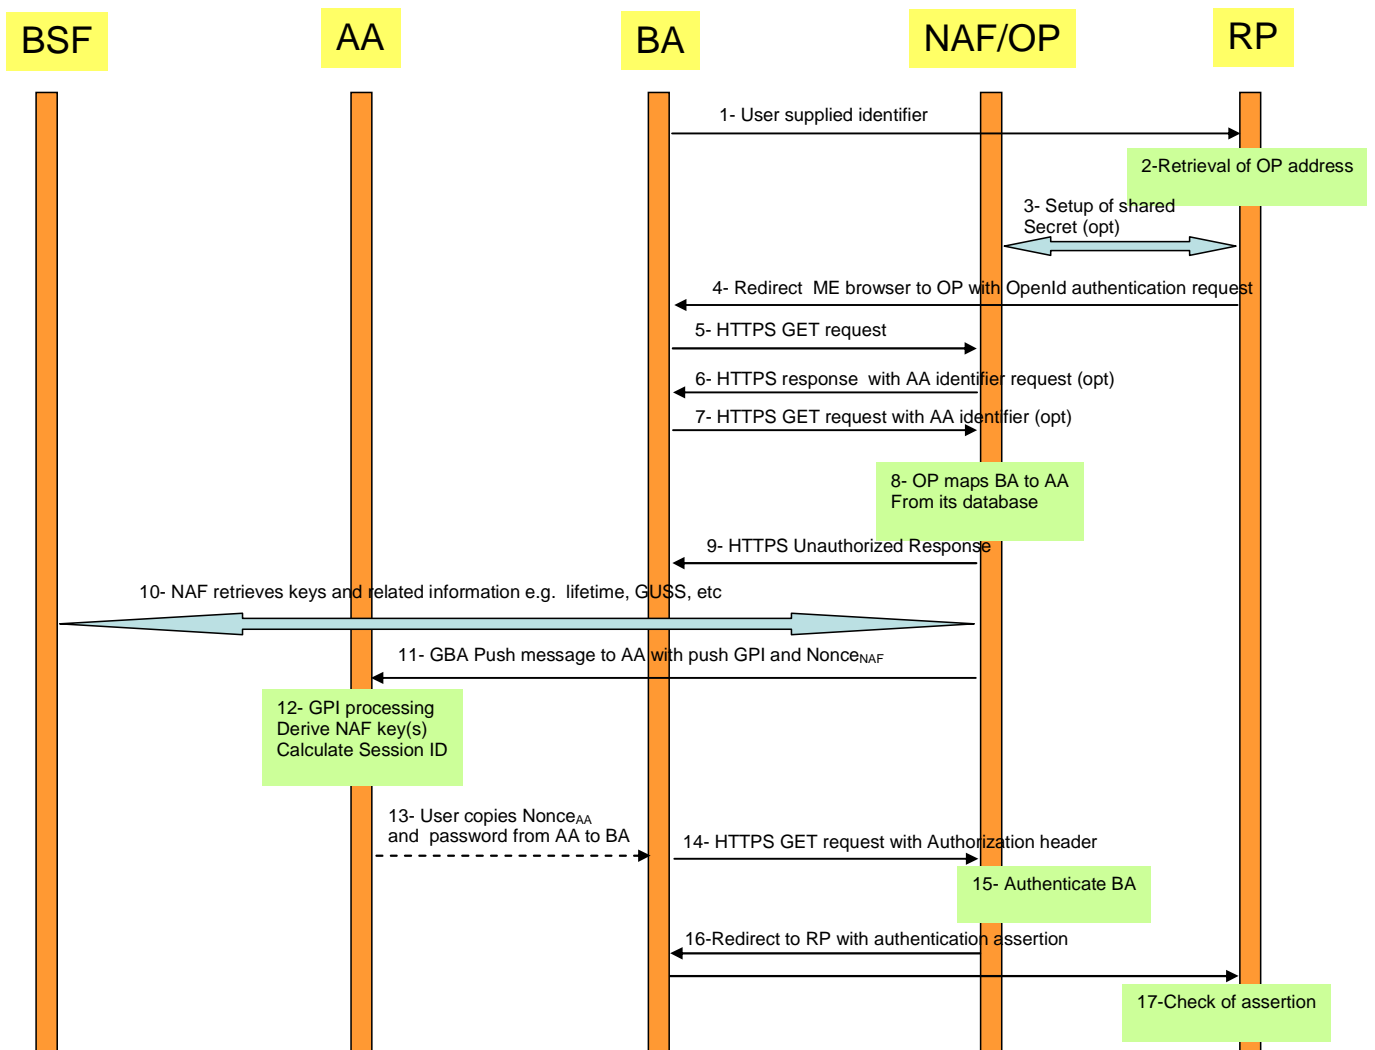 BSF
AA
BA
NAF/OP
RP
1- User supplied identifier
2-Retrieval of OP address
3- Setup of shared
Secret (opt)
4- Redirect  ME browser to OP with OpenId authentication request
5- HTTPS GET request
6- HTTPS response  with AA identifier request (opt)
7- HTTPS GET request with AA identifier (opt)
8- OP maps BA to AA
From its database
9- HTTPS Unauthorized Response
10- NAF retrieves keys and related information e.g.  lifetime, GUSS, etc
11- GBA Push message to AA with push GPI and NonceNAF
12- GPI processing
Derive NAF key(s)
Calculate Session ID
13- User copies NonceAA
and  password from AA to BA
14- HTTPS GET request with Authorization header
15- Authenticate BA
16-Redirect to RP with authentication assertion
17-Check of assertion